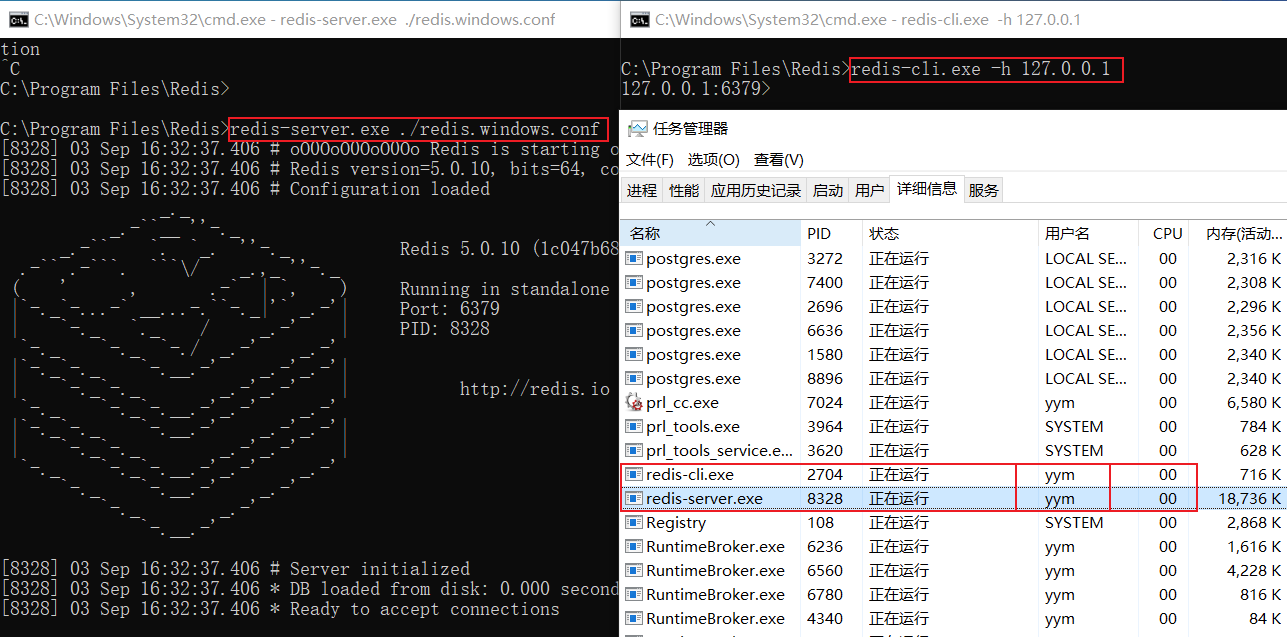 C:\Windows\System32\cmd.exe - redis-server.exe ./redis.windows.conf
tion
^C
C:\Program Files\Redis>
C:\Program Files\Redis>redis-server.exe ./redis.windows.conf
[8328] 03 Sep 16:32:37.406 # oO0OoO0OoO0Oo Redis is starting o
[8328] 03 Sep 16:32:37.406 # Redis version=5.0.10, bits=64, co
[8328] 03 Sep 16:32:37.406 # Configuration loaded
Redis 5.0.10 (1c047b68
Running in standalone
Port: 6379
PID: 8328
http://redis.io
[8328] 03 Sep 16:32:37.406 # Server initialized
[8328] 03 Sep 16:32:37.406 * DB loaded from disk: 0.000 second
[8328] 03 Sep 16:32:37.406 * Ready to accept connections
C:\Windows\System32\cmd.exe - redis-cli.exe -h 127.0.0.1
C:\Program Files\Redis>redis-cli.exe -h 127.0.0.1
127.0.0.1:6379>
任务管理器
文件(F) 选项(O) 查看(V)
进程 性能 应用历史记录 启动 用户 详细信息 服务
名称 PID 状态 用户名 CPU 内存(活动...
postgres.exe 3272 正在运行 LOCAL SE... 00 2,316 K
postgres.exe 7400 正在运行 LOCAL SE... 00 2,308 K
postgres.exe 2696 正在运行 LOCAL SE... 00 2,296 K
postgres.exe 6636 正在运行 LOCAL SE... 00 2,356 K
postgres.exe 1580 正在运行 LOCAL SE... 00 2,340 K
postgres.exe 8896 正在运行 LOCAL SE... 00 2,340 K
prl_cc.exe 7024 正在运行 yym 00 6,580 K
prl_tools.exe 3964 正在运行 SYSTEM 00 784 K
prl_tools_service.e... 3620 正在运行 SYSTEM 00 628 K
redis-cli.exe 2704 正在运行 yym 00 716 K
redis-server.exe 8328 正在运行 yym 00 18,736 K
Registry 108 正在运行 SYSTEM 00 2,868 K
RuntimeBroker.exe 6236 正在运行 yym 00 1,616 K
RuntimeBroker.exe 6560 正在运行 yym 00 4,228 K
RuntimeBroker.exe 6780 正在运行 yym 00 816 K
RuntimeBroker.exe 4340 正在运行 yym 00 84 K